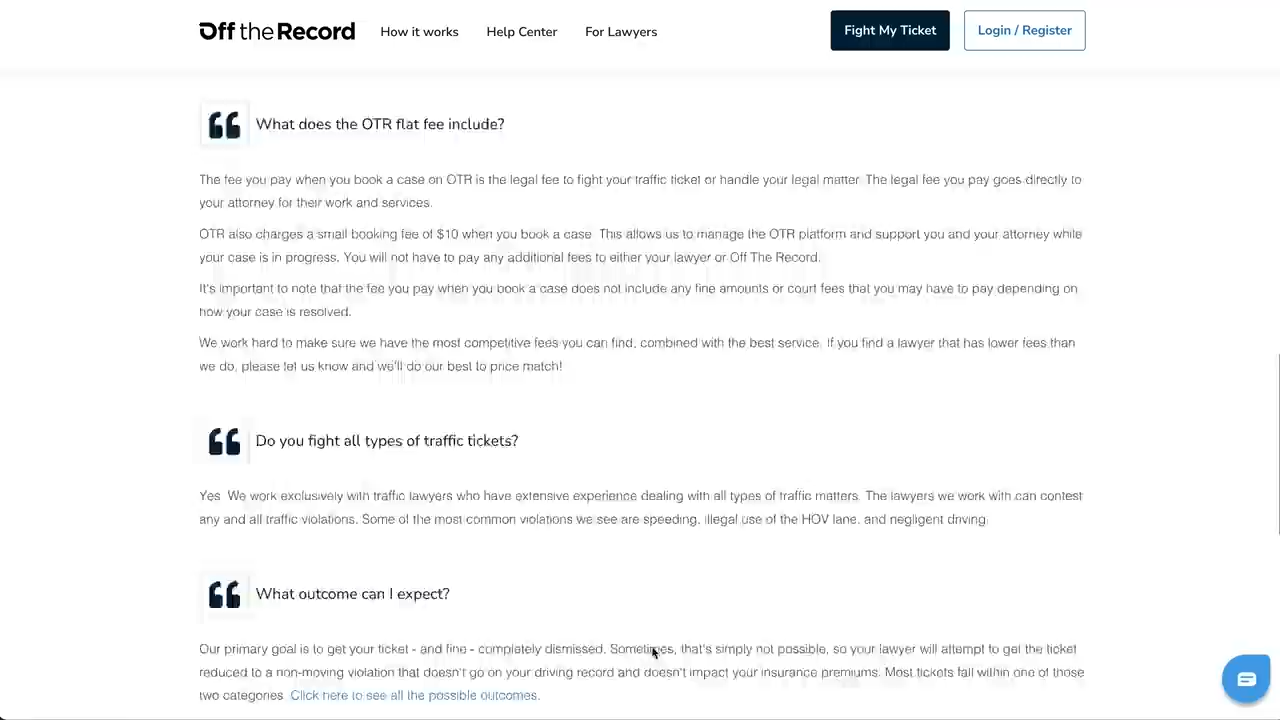 Off the Record How it works Help Center For Lawyers Fight My Ticket Login / Register
What does the OTR flat fee include?
The fee you pay when you book a case on OTR is the legal fee to fight your traffic ticket or handle your legal matter. The legal fee you pay goes directly to
your attorney for their work and services.
OTR also charges a small booking fee of $10 when you book a case. This allows us to manage the OTR platform and support you and your attorney while
your case is in progress. You will not have to pay any additional fees to either your lawyer or Off The Record.
It's important to note that the fee you pay when you book a case does not include any fine amounts or court fees that you may have to pay depending on
how your case is resolved.
We work hard to make sure we have the most competitive fees you can find, combined with the best service. If you find a lawyer that has lower fees than
we do, please let us know and we'll do our best to price match!
Do you fight all types of traffic tickets?
Yes. We work exclusively with traffic lawyers who have extensive experience dealing with all types of traffic matters. The lawyers we work with can contest
any and all traffic violations. Some of the most common violations we see are speeding, illegal use of the HOV lane, and negligent driving.
What outcome can I expect?
Our primary goal is to get your ticket - and fine - completely dismissed. Sometimes, that's simply not possible, so your lawyer will attempt to get the ticket
reduced to a non-moving violation that doesn't go on your driving record and doesn't impact your insurance premiums. Most tickets fall within one of those
two categories. Click here to see all the possible outcomes.